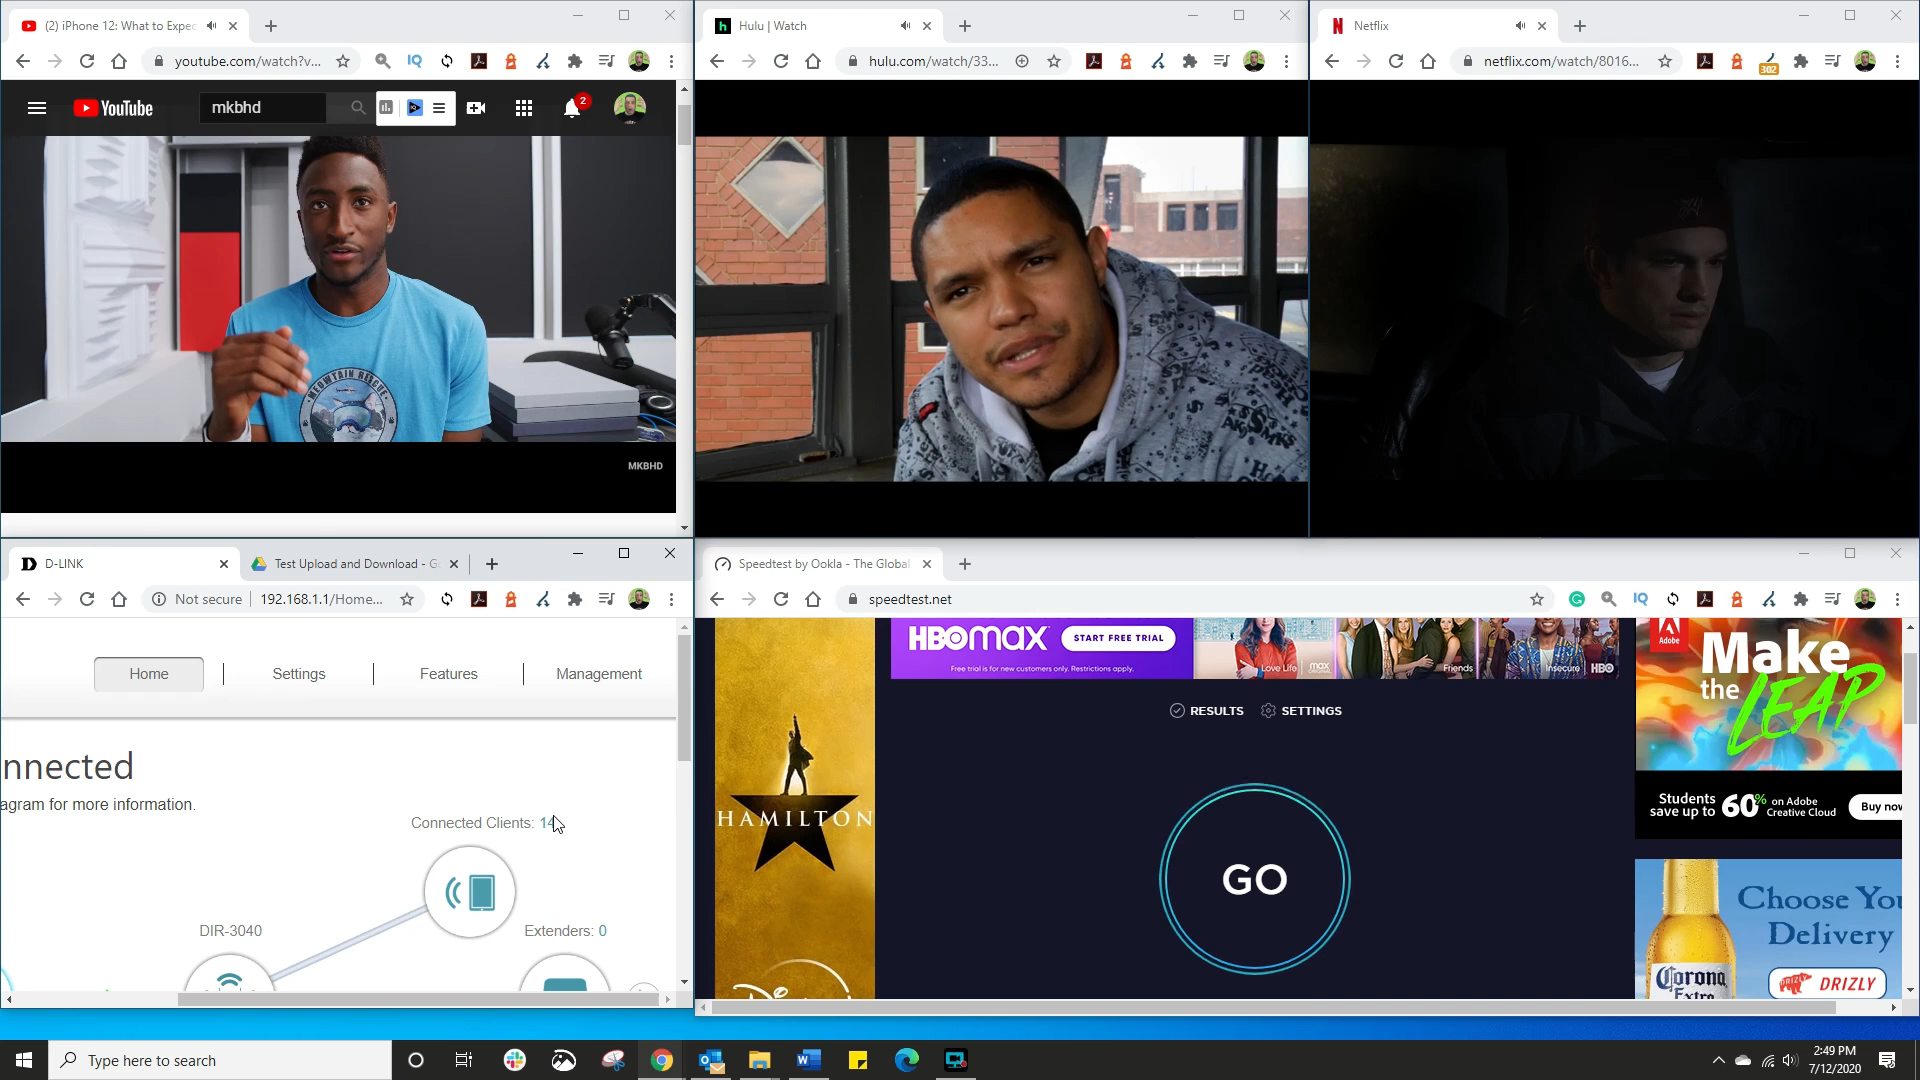 (2) iPhone 12: What to Expec
youtube.com/watch?v...
YouTube
mkbhd
2
MEOWTAIN RESCUE
MKBHD
Hulu | Watch
hulu.com/watch/33...
Netflix
netflix.com/watch/8016...
302
D-LINK
Test Upload and Download - G
Not secure
192.168.1.1/Home...
Home
Settings
Features
Management
nnected
agram for more information.
Connected Clients: 14
DIR-3040
Extenders: 0
Speedtest by Ookla - The Global
speedtest.net
HBOmax
START FREE TRIAL
Free trial is for new customers only. Restrictions apply.
Love Life
max
Friends
Insecure HBO
RESULTS
SETTINGS
GO
HAMILTON
Adobe
Make
the LEAP
Students
save up to
60%
on Adobe
Creative Cloud
Buy now
Choose You
Delivery
Corona
Extra
DRIZLY
Type here to search
2:49 PM
7/12/2020